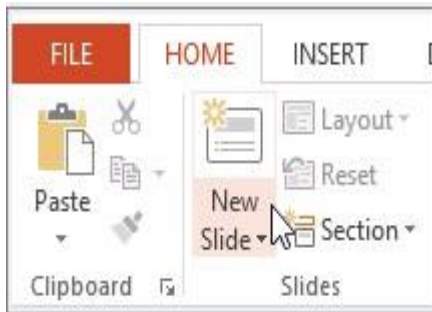 FILE HOME INSERT
Paste
New
Slide
Layout
Reset
Section
Clipboard Slides